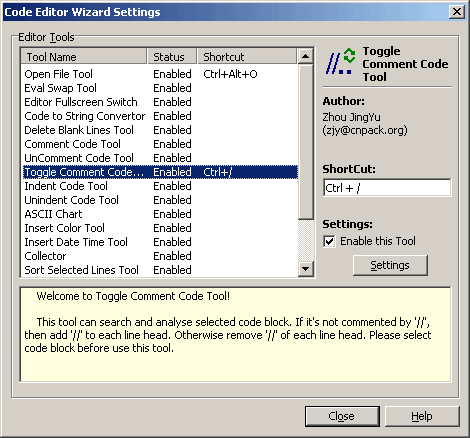 Code Editor Wizard Settings
Editor Tools
Tool Name Status Shortcut
Open File Tool Enabled Ctrl+Alt+O
Eval Swap Tool Enabled
Editor Fullscreen Switch Enabled
Code to String Convertor Enabled
Delete Blank Lines Tool Enabled
Comment Code Tool Enabled
UnComment Code Tool Enabled
Toggle Comment Code... Enabled Ctrl+/
Indent Code Tool Enabled
Unindent Code Tool Enabled
ASCII Chart Enabled
Insert Color Tool Enabled
Insert Date Time Tool Enabled
Collector Enabled
Sort Selected Lines Tool Enabled
//..
Toggle
Comment Code
Tool
Author:
Zhou JingYu
(zjy@cnpack.org)
ShortCut:
Ctrl + /
Settings:
Enable this Tool
Settings
Welcome to Toggle Comment Code Tool!
This tool can search and analyse selected code block. If it's not commented by '//',
then add '//' to each line head. Otherwise remove '//' of each line head. Please select
code block before use this tool.
Close
Help